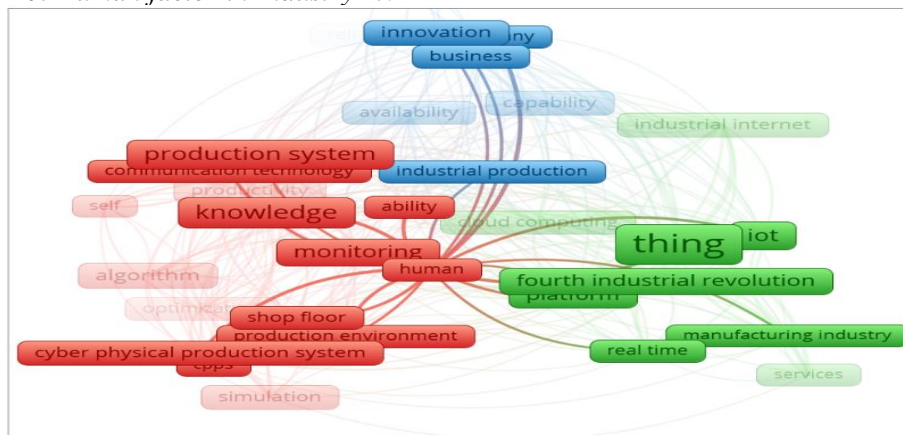 innovation
business
availability
capability
industrial internet
production system
communication technology
industrial production
productivity
self
knowledge
ability
cloud computing
thing
iot
monitoring
human
algorithm
fourth industrial revolution
platform
shop floor
production environment
manufacturing industry
cyber physical production system
real time
cpps
services
simulation